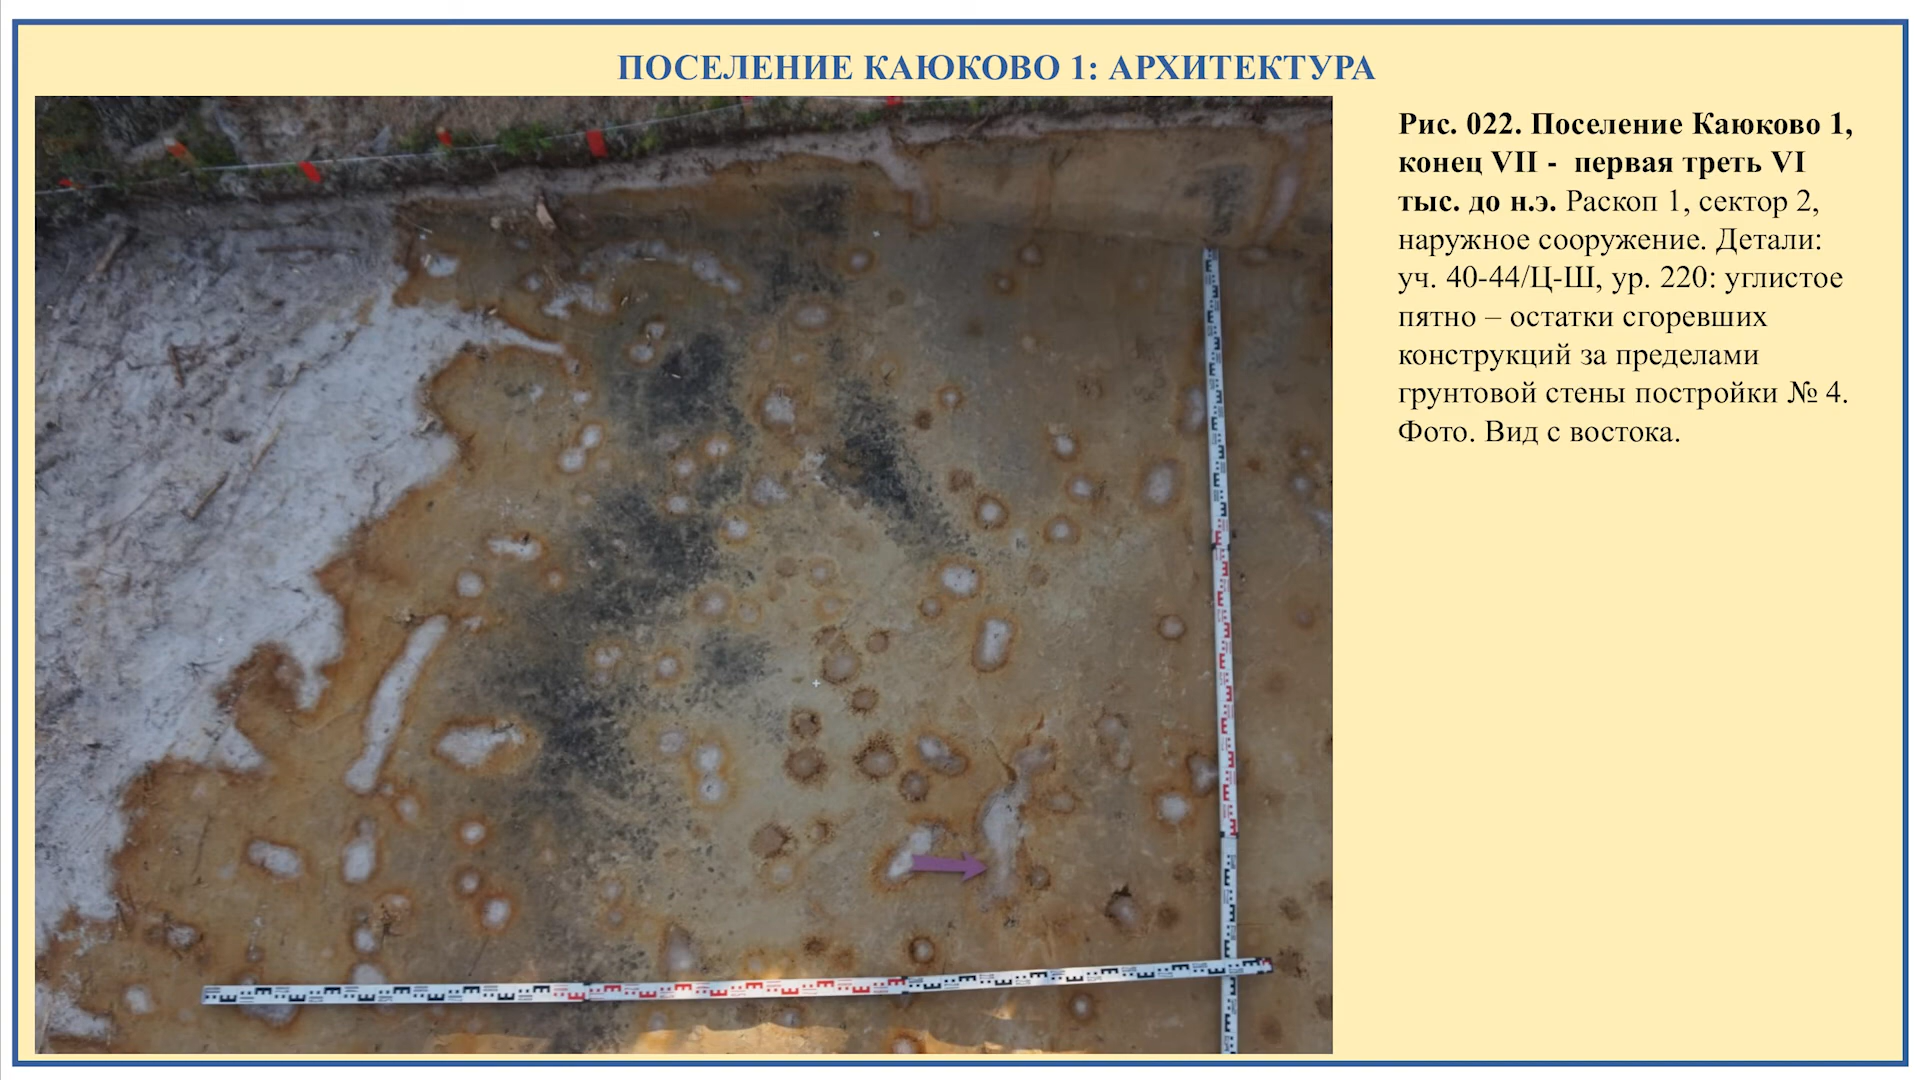 ПОСЕЛЕНИЕ КАЮКОВО 1: АРХИТЕКТУРА
Рис. 022. Поселение Каюково 1,
конец VII - первая треть VI
тыс. до н.э. Раскоп 1, сектор 2,
наружное сооружение. Детали:
уч. 40-44/Ц-Ш, ур. 220: углистое
пятно – остатки сгоревших
конструкций за пределами
грунтовой стены постройки № 4.
Фото. Вид с востока.